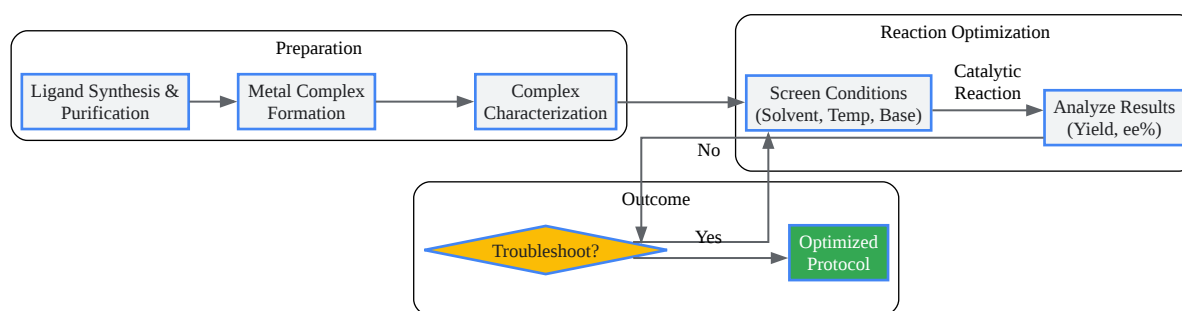 Preparation
Ligand Synthesis &
Purification
Metal Complex
Formation
Complex
Characterization
Reaction Optimization
Screen Conditions
(Solvent, Temp, Base)
Catalytic
Reaction
Analyze Results
(Yield, ee%)
No
Outcome
Troubleshoot?
Yes
Optimized
Protocol